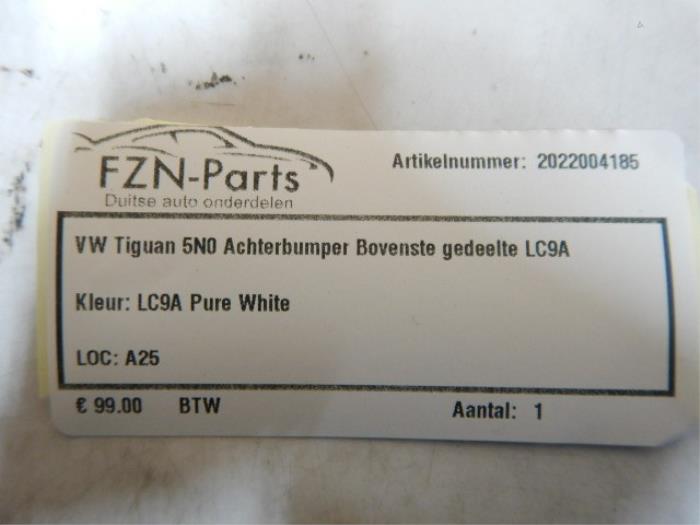 FZN-Parts
Duitse auto onderdelen
Artikelnummer: 2022004185
VW Tiguan 5N0 Achterbumper Bovenste gedeelte LC9A
Kleur: LC9A Pure White
LOC: A25
€ 99.00 BTW Aantal: 1